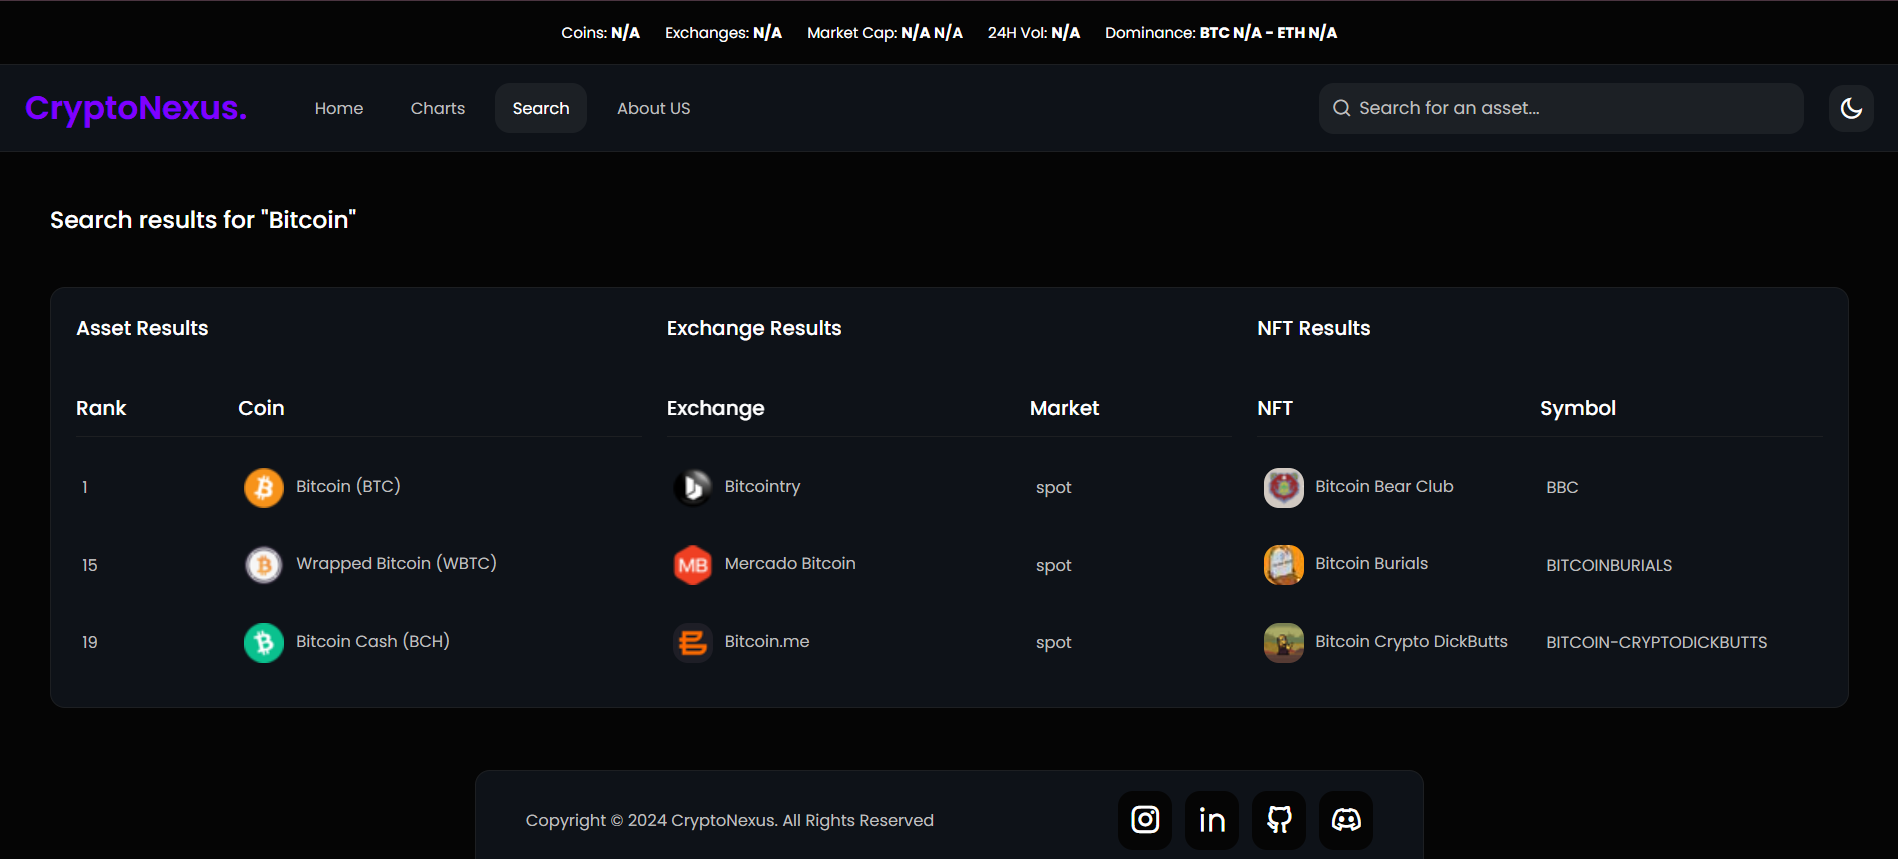 Coins: N/A Exchanges: N/A Market Cap: N/A N/A 24H Vol: N/A Dominance: BTC N/A - ETH N/A
CryptoNexus. Home Charts Search About US Search for an asset...
Search results for "Bitcoin"
Asset Results Exchange Results NFT Results
Rank Coin Exchange Market NFT Symbol
1 Bitcoin (BTC) Bitcointry spot Bitcoin Bear Club BBC
15 Wrapped Bitcoin (WBTC) MB Mercado Bitcoin spot Bitcoin Burials BITCOINBURIALS
19 Bitcoin Cash (BCH) Bitcoin.me spot Bitcoin Crypto DickButts BITCOIN-CRYPTODICKBUTTS
Copyright © 2024 CryptoNexus. All Rights Reserved in